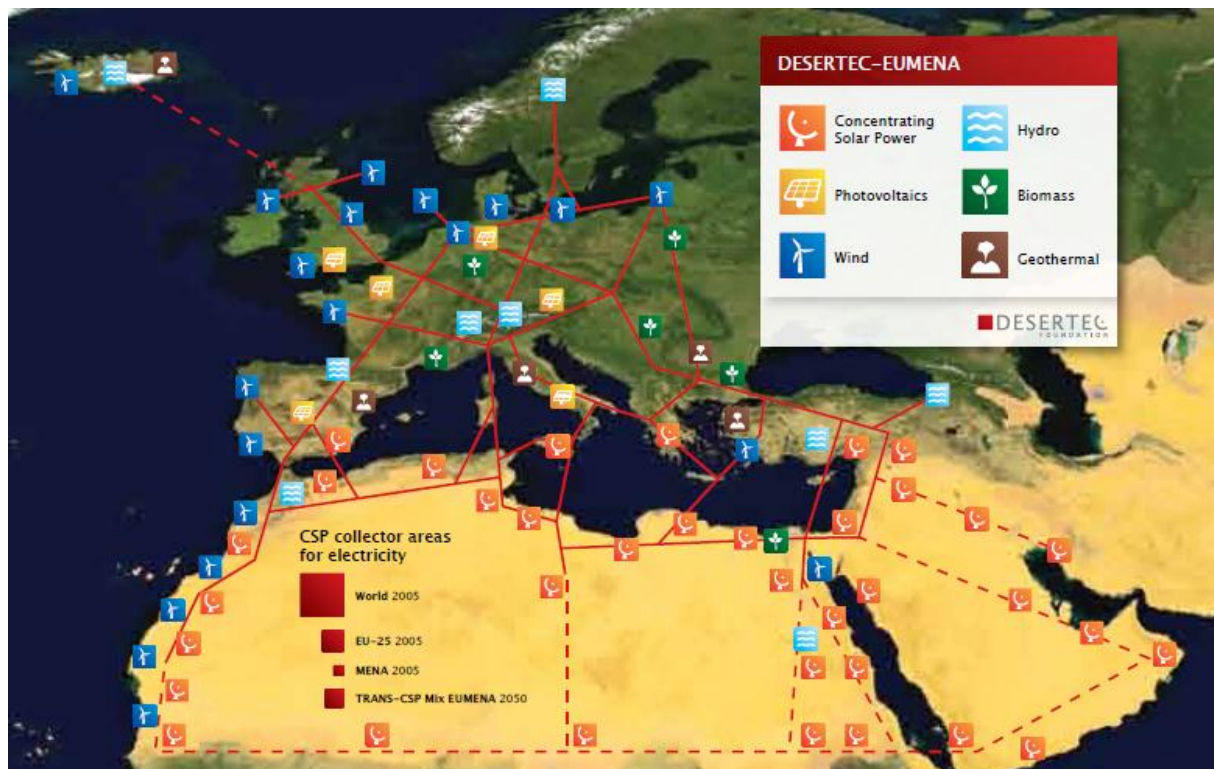 DESERTEC–EUMENA
Concentrating
Solar Power
Hydro
Photovoltaics
Biomass
Wind
Geothermal
DESERTEC
FOUNDATION
CSP collector areas
for electricity
World 2005
EU-25 2005
MENA 2005
TRANS-CSP Mix EUMENA 2050